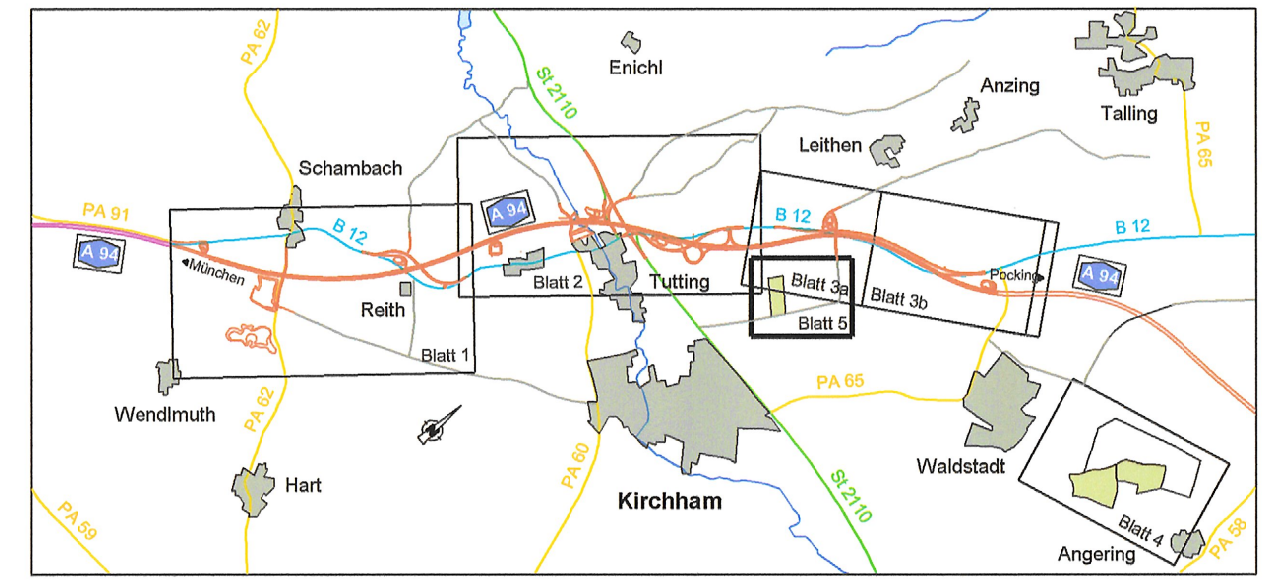 PA 62
Enichl
St 2110
Anzing
Talling
PA 65
Leithen
Schambach
PA 91
A 94
A 94
B 12
B 12
B 12
München
Blatt 2
Tutting
Blatt 3a
Blatt 3b
Pocking
A 94
Reith
Blatt 5
Blatt 1
Wendlmuth
PA 62
PA 65
Waldstadt
Hart
PA 60
Kirchham
St 2110
PA 59
Blatt 4
Angering
PA 58